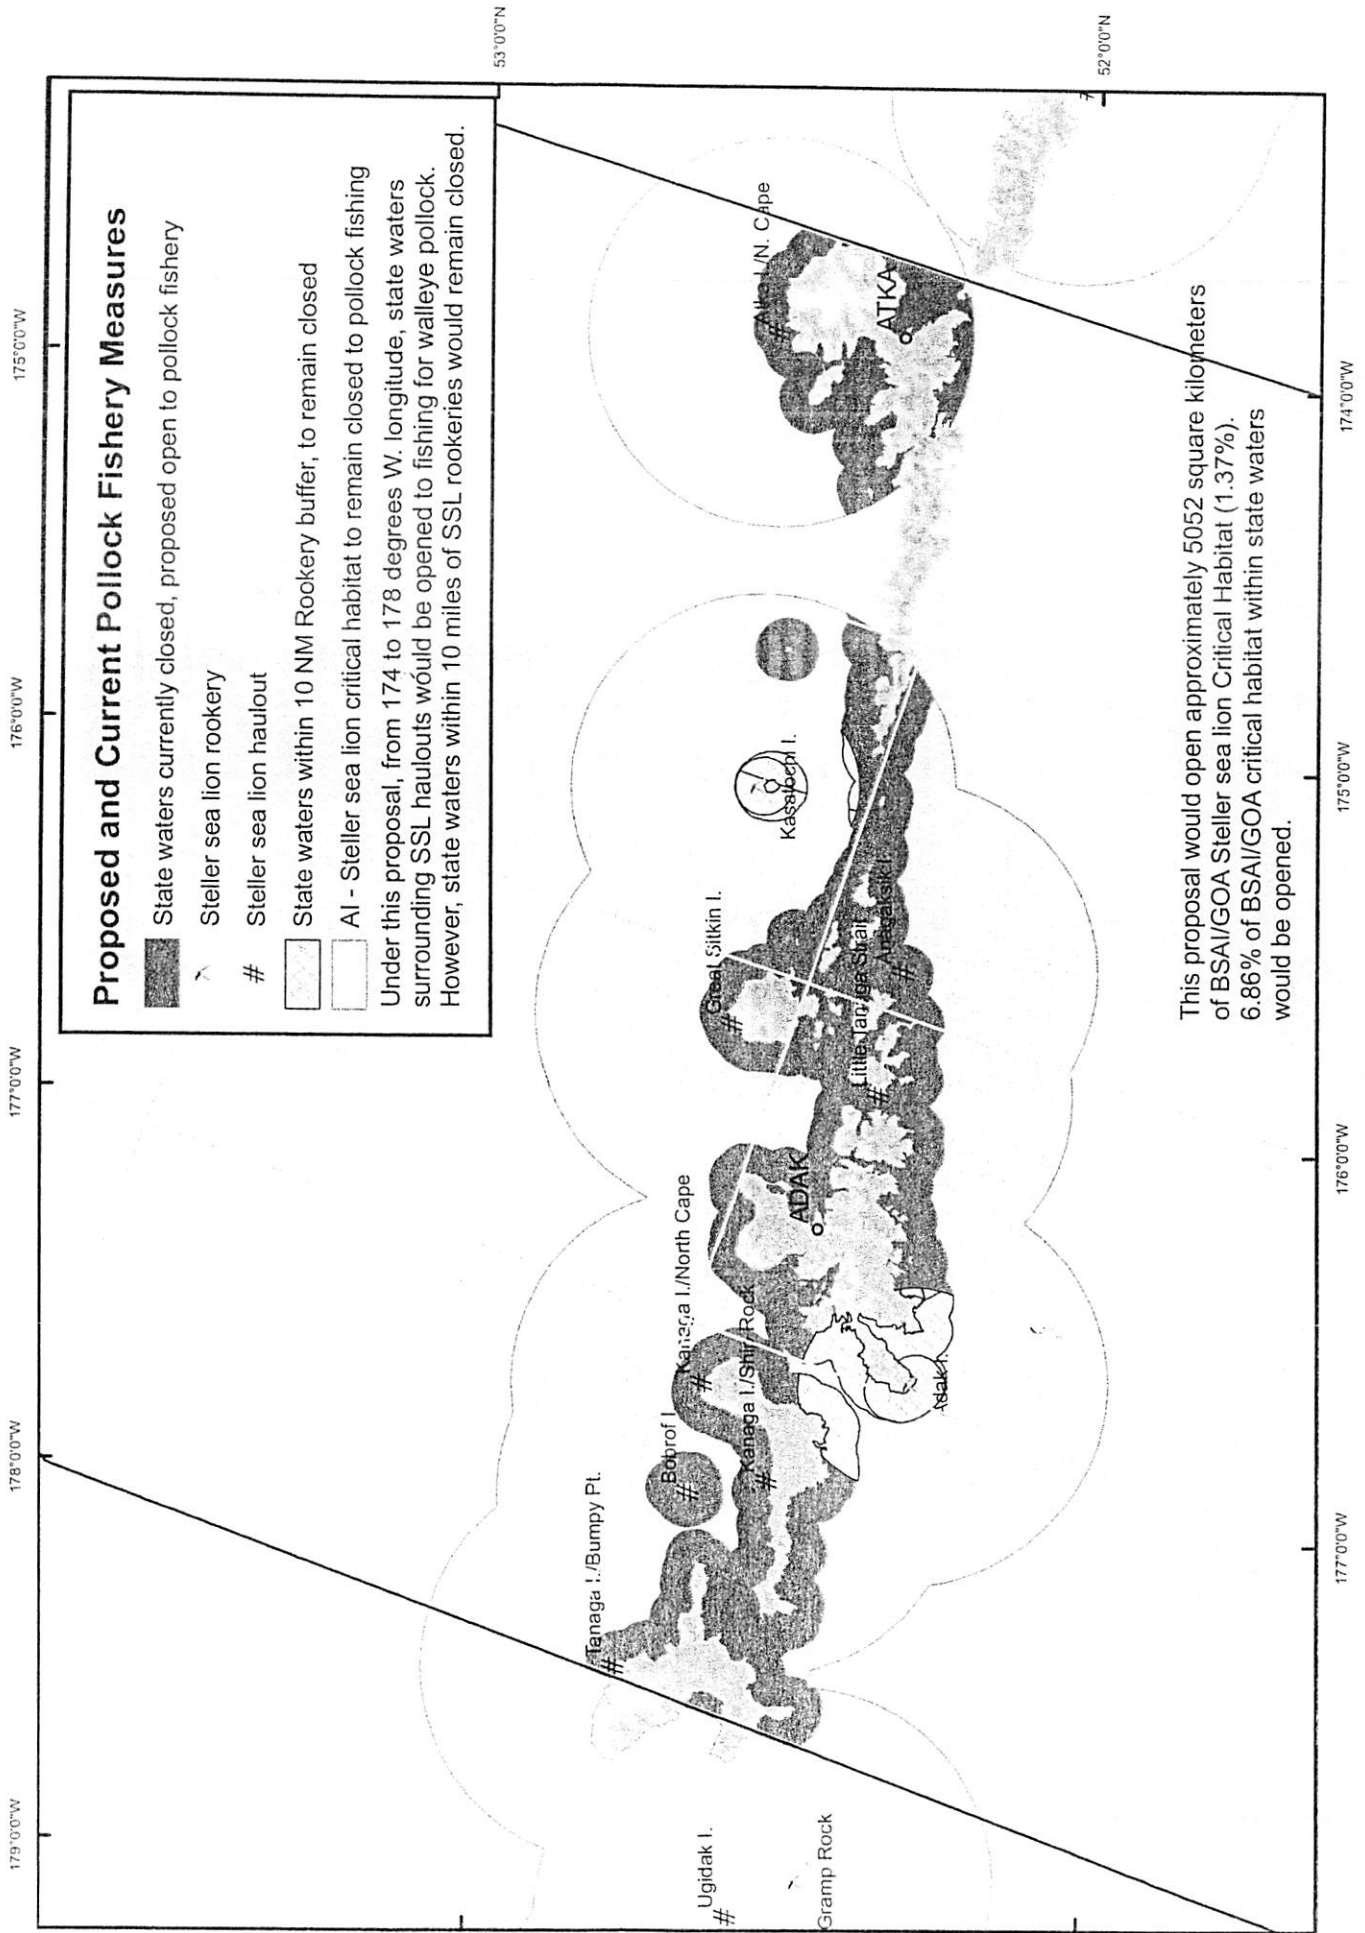 Proposed and Current Pollock Fishery Measures
State waters currently closed, proposed open to pollock fishery
Steller sea lion rookery
# Steller sea lion haulout
State waters within 10 NM Rookery buffer, to remain closed
AI - Steller sea lion critical habitat to remain closed to pollock fishing
Under this proposal, from 174 to 178 degrees W. longitude, state waters
surrounding SSL haulouts would be opened to fishing for walleye pollock.
However, state waters within 10 miles of SSL rookeries would remain closed.
179°0'0"W
178°0'0"W
177°0'0"W
176°0'0"W
175°0'0"W
53°0'0"N
52°0'0"N
Tanaga I./Bumpy Pt.
#
Bobrof I.
#
Kanaga I./North Cape
#
Kanaga I./Ship Rock
#
Ugidak I.
#
Gramp Rock
ADAK
Adak I.
Great Sitkin I.
#
Little Tanaga Strait
#
Anagaksik I.
#
Kasatochi I.
Atka I./N. Cape
#
ATKA
This proposal would open approximately 5052 square kilometers
of BSAI/GOA Steller sea lion Critical Habitat (1.37%).
6.86% of BSAI/GOA critical habitat within state waters
would be opened.
177°0'0"W
176°0'0"W
175°0'0"W
174°0'0"W